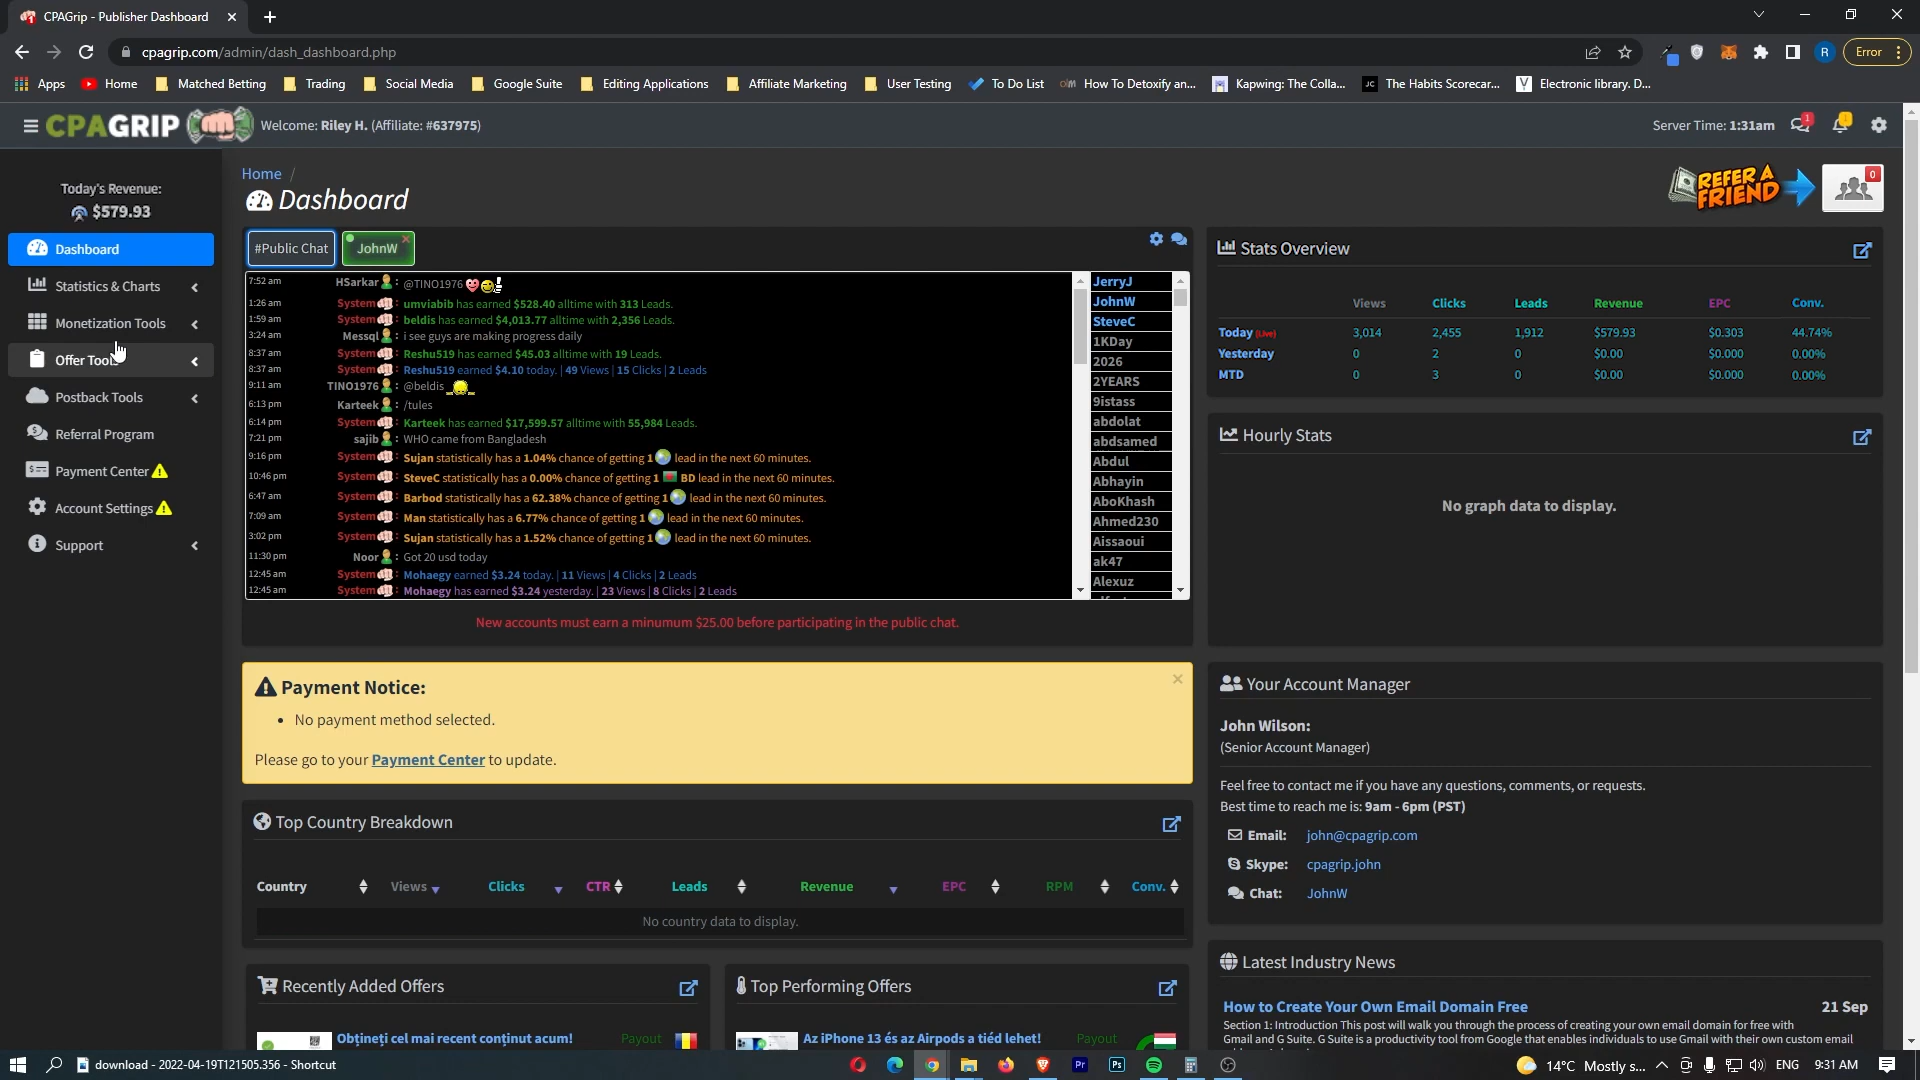 CPAGrip - Publisher Dashboard
cpagrip.com/admin/dash_dashboard.php
R
Error
Apps
Home
Matched Betting
Trading
Social Media
Google Suite
Editing Applications
Affiliate Marketing
User Testing
To Do List
How To Detoxify an...
Kapwing: The Colla...
The Habits Scorecar...
Electronic library. D...
CPAGRIP
Welcome: Riley H. (Affiliate: #637975)
Server Time: 1:31am
1
Today's Revenue:
$579.93
Dashboard
Statistics & Charts
Monetization Tools
Offer Tools
Postback Tools
Referral Program
Payment Center
Account Settings
Support
Home /
Dashboard
REFER A FRIEND
0
#Public Chat
JohnW
7:52 am HSarkar : @TINO1976
1:26 am System : umviabib has earned $528.40 alltime with 313 Leads.
1:59 am System : beldis has earned $4,013.77 alltime with 2,356 Leads.
3:24 am Messql : i see guys are making progress daily
8:37 am System : Reshu519 has earned $45.03 alltime with 19 Leads.
8:37 am System : Reshu519 earned $4.10 today. | 49 Views | 15 Clicks | 2 Leads
9:11 am TINO1976 : @beldis
6:13 pm Karteek : /tules
6:14 pm System : Karteek has earned $17,599.57 alltime with 55,984 Leads.
7:21 pm sajib : WHO came from Bangladesh
9:16 pm System : Sujan statistically has a 1.04% chance of getting 1 lead in the next 60 minutes.
10:46 pm System : SteveC statistically has a 0.00% chance of getting 1 BD lead in the next 60 minutes.
6:47 am System : Barbod statistically has a 62.38% chance of getting 1 lead in the next 60 minutes.
7:09 am System : Man statistically has a 6.77% chance of getting 1 lead in the next 60 minutes.
3:02 pm System : Sujan statistically has a 1.52% chance of getting 1 lead in the next 60 minutes.
11:30 pm Noor : Got 20 usd today
12:45 am System : Mohaegy earned $3.24 today. | 11 Views | 4 Clicks | 2 Leads
12:45 am System : Mohaegy has earned $3.24 yesterday. | 23 Views | 8 Clicks | 2 Leads
JerryJ
JohnW
SteveC
1KDay
2026
2YEARS
9istass
abdolat
abdsamed
Abdul
Abhayin
AboKhash
Ahmed230
Aissaoui
ak47
Alexuz
New accounts must earn a minumum $25.00 before participating in the public chat.
Stats Overview
Views Clicks Leads Revenue EPC Conv.
Today (Live) 3,014 2,455 1,912 $579.93 $0.303 44.74%
Yesterday 0 2 0 $0.00 $0.000 0.00%
MTD 0 3 0 $0.00 $0.000 0.00%
Hourly Stats
No graph data to display.
Payment Notice:
• No payment method selected.
Please go to your Payment Center to update.
Your Account Manager
John Wilson:
(Senior Account Manager)
Feel free to contact me if you have any questions, comments, or requests.
Best time to reach me is: 9am - 6pm (PST)
Email: john@cpagrip.com
Skype: cpagrip.john
Chat: JohnW
Top Country Breakdown
Country Views Clicks CTR Leads Revenue EPC RPM Conv.
No country data to display.
Recently Added Offers
Obțineți cel mai recent conținut acum! Payout
Top Performing Offers
Az iPhone 13 és az Airpods a tiéd lehet! Payout
Latest Industry News
How to Create Your Own Email Domain Free 21 Sep
Section 1: Introduction This post will walk you through the process of creating your own email domain for free with
Gmail and G Suite. G Suite is a productivity tool from Google that enables individuals to use Gmail with their own custom email
download - 2022-04-19T121505.356 - Shortcut
Pr
Ps
14°C Mostly s...
ENG
9:31 AM